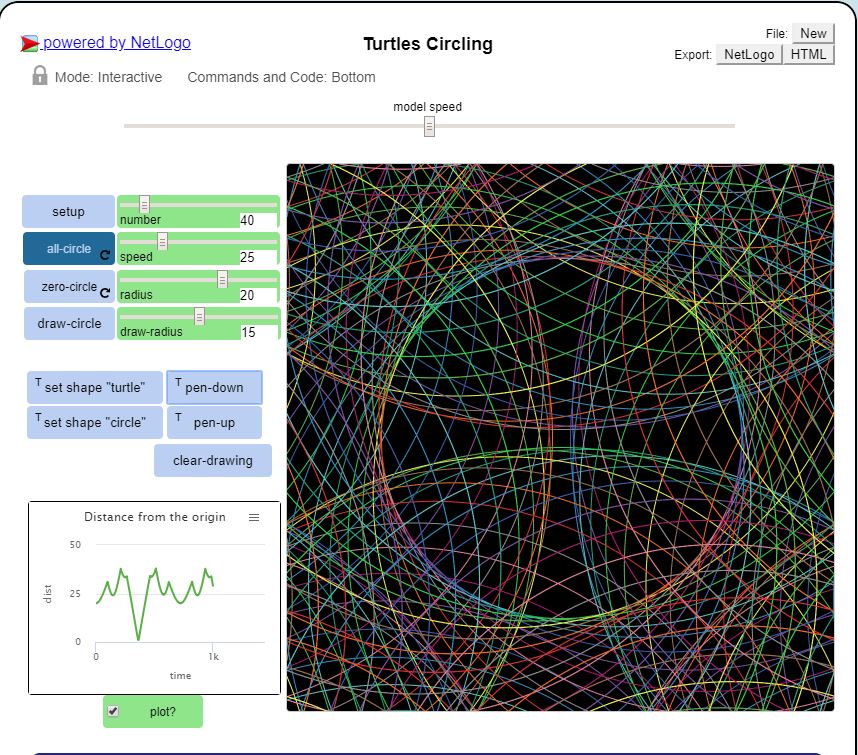 powered by NetLogo
Turtles Circling
File: New
Export: NetLogo HTML
Mode: Interactive Commands and Code: Bottom
model speed
setup
number 40
all-circle
speed 25
zero-circle
radius 20
draw-circle
draw-radius 15
T set shape "turtle"
T pen-down
T set shape "circle"
T pen-up
clear-drawing
Distance from the origin
50
25
0
dist
0 1k
time
plot?